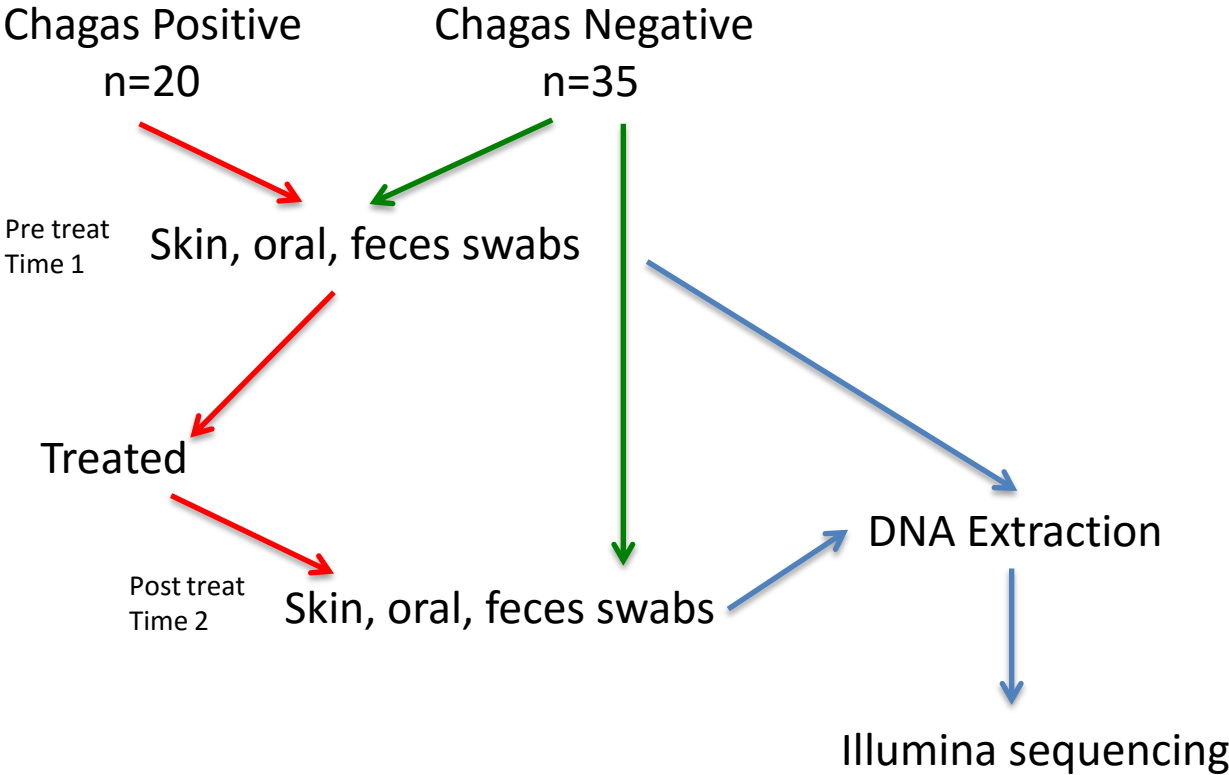 Chagas Positive
n=20
Chagas Negative
n=35
Pre treat
Time 1
Skin, oral, feces swabs
Treated
DNA Extraction
Post treat
Time 2
Skin, oral, feces swabs
Illumina sequencing